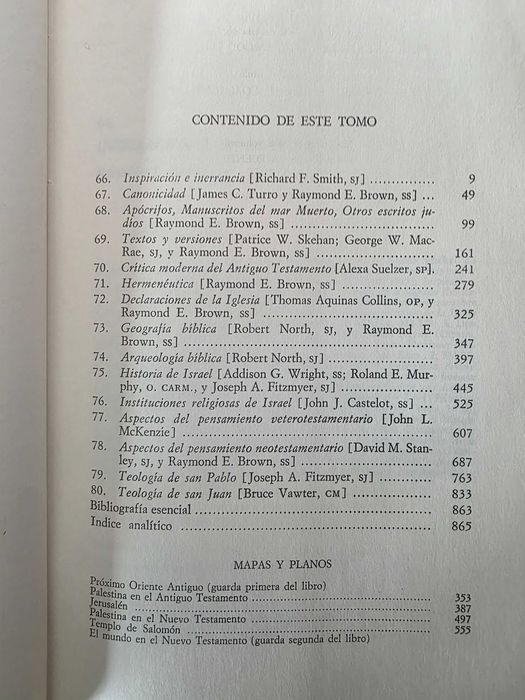 CONTENIDO DE ESTE TOMO
66. Inspiración e inerrancia [Richard F. Smith, SJ] ............... 9
67. Canonicidad [James C. Turro y Raymond E. Brown, SS] ... 49
68. Apócrifos, Manuscritos del mar Muerto, Otros escritos ju-
díos [Raymond E. Brown, SS] ........................... 99
69. Textos y versiones [Patrice W. Skehan; George W. Mac-
Rae, SJ, y Raymond E. Brown, SS] ..................... 161
70. Crítica moderna del Antiguo Testamento [Alexa Suelzer, SP]. 241
71. Hermenéutica [Raymond E. Brown, SS] .................. 279
72. Declaraciones de la Iglesia [Thomas Aquinas Collins, OP, y
Raymond E. Brown, SS] ................................. 325
73. Geografía bíblica [Robert North, SJ, y Raymond E.
Brown, SS] ............................................. 347
74. Arqueología bíblica [Robert North, SJ] .................. 397
75. Historia de Israel [Addison G. Wright, SS; Roland E. Mur-
phy, O. CARM., y Joseph A. Fitzmyer, SJ] ............... 445
76. Instituciones religiosas de Israel [John J. Castelot, SS] ... 525
77. Aspectos del pensamiento veterotestamentario [John L.
McKenzie] ............................................. 607
78. Aspectos del pensamiento neotestamentario [David M. Stan-
ley, SJ, y Raymond E. Brown, SS] ...................... 687
79. Teología de san Pablo [Joseph A. Fitzmyer, SJ] ......... 763
80. Teología de san Juan [Bruce Vawter, CM] ............... 833
Bibliografía esencial ........................................ 863
Indice analítico ............................................. 865
MAPAS Y PLANOS
Próximo Oriente Antiguo (guarda primera del libro)
Palestina en el Antiguo Testamento ............................ 353
Jerusalén .................................................... 387
Palestina en el Nuevo Testamento .............................. 497
Templo de Salomón ............................................. 555
El mundo en el Nuevo Testamento (guarda segunda del libro)